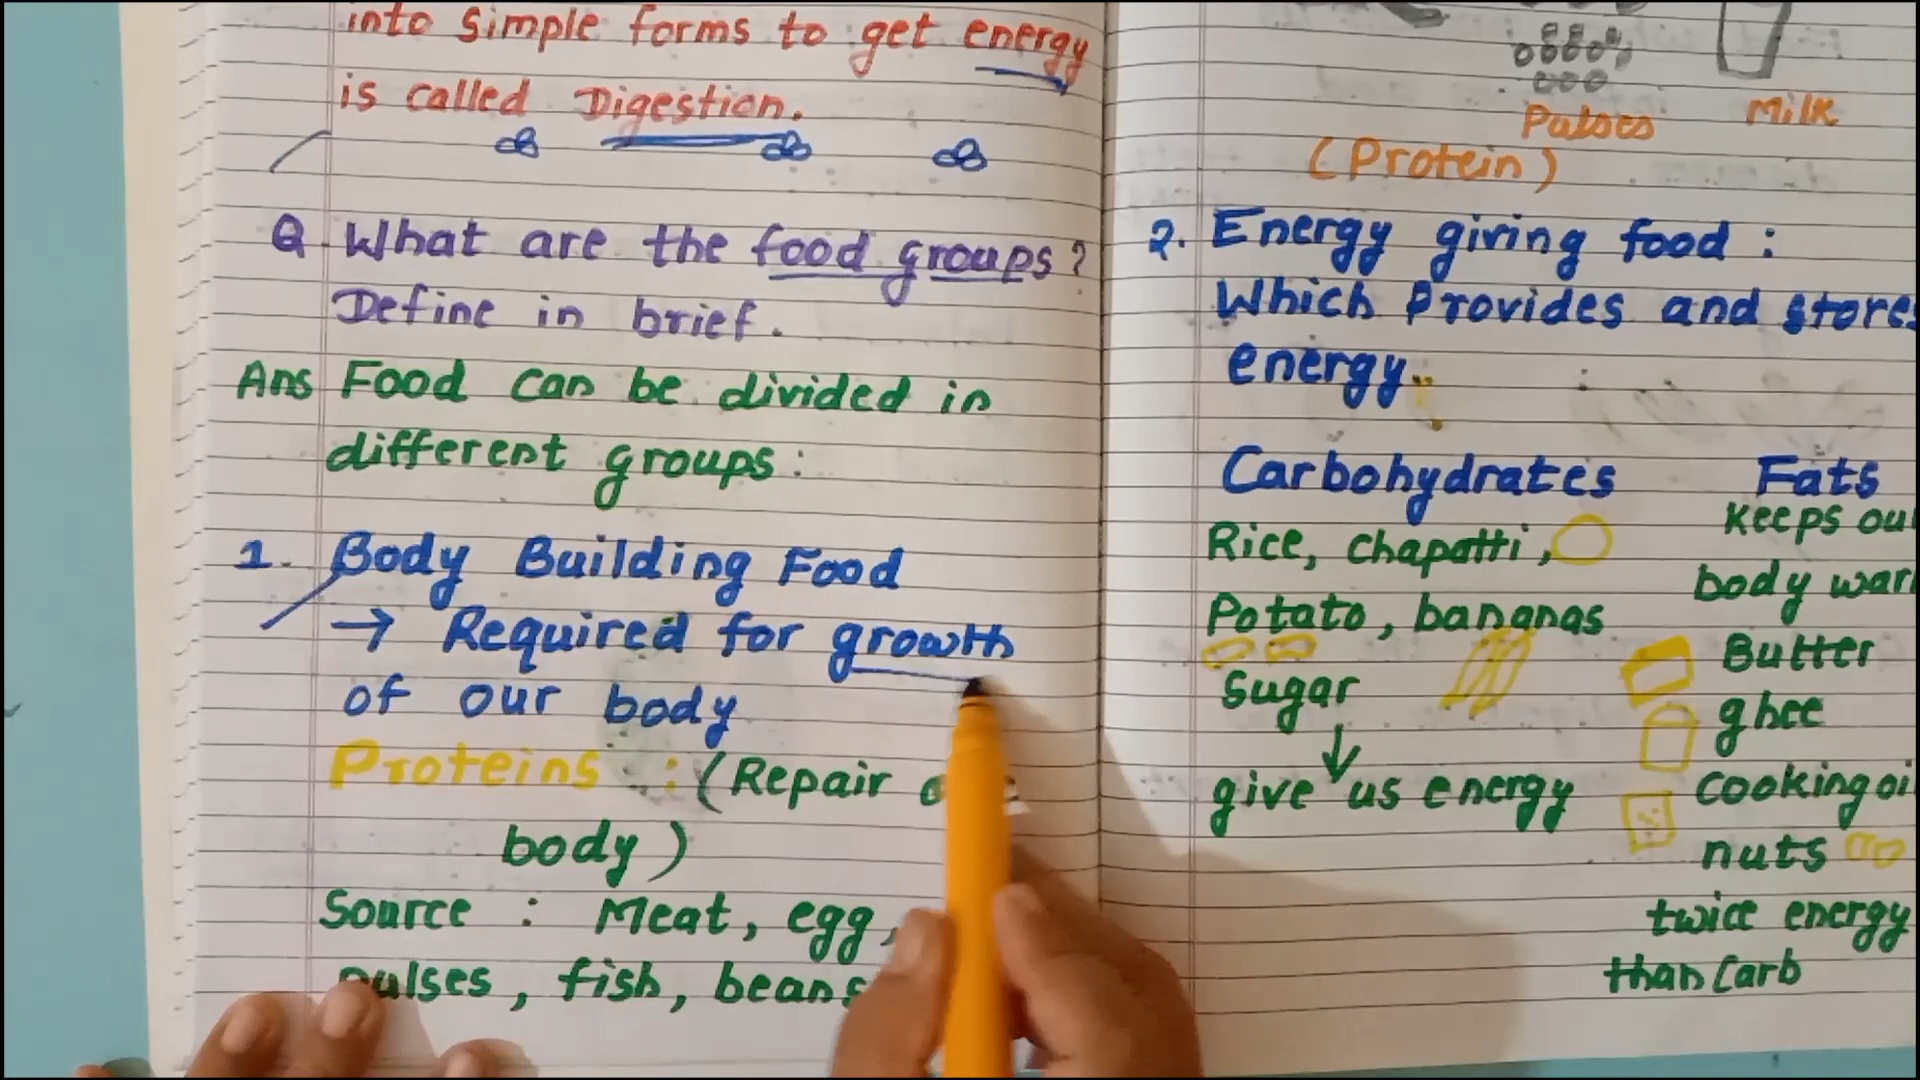 into simple forms to get energy
is called Digestion.
Q. What are the food groups?
Define in brief.
Ans Food can be divided in
different groups:
1. Body Building Food
→ Required for growth
of our body
Proteins : (Repair
body)
Source : Meat, egg,
pulses, fish, beans
Pulses Milk
(Protein)
2. Energy giving food :
Which Provides and stores
energy.
Carbohydrates
Rice, chapatti,
Potato, bananas
Sugar
↓
give us energy
Fats
Keeps our
body warm
Butter
ghee
cooking oil
nuts
twice energy
than Carb